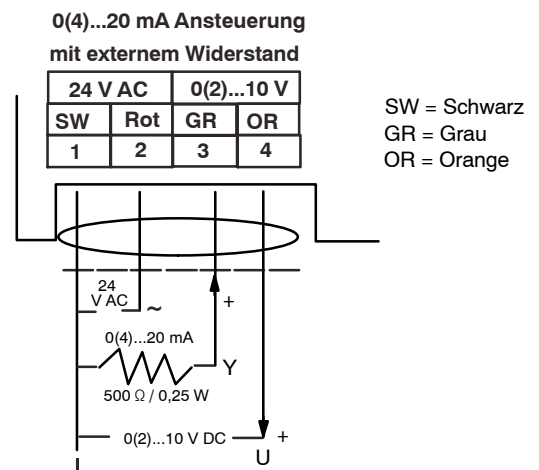 0(4)...20 mA Ansteuerung
mit externem Widerstand
24 V AC 0(2)...10 V
SW Rot GR OR
1 2 3 4
SW = Schwarz
GR = Grau
OR = Orange
24
V AC ~ +
0(4)...20 mA
Y
500 Ω / 0,25 W
0(2)...10 V DC +
U